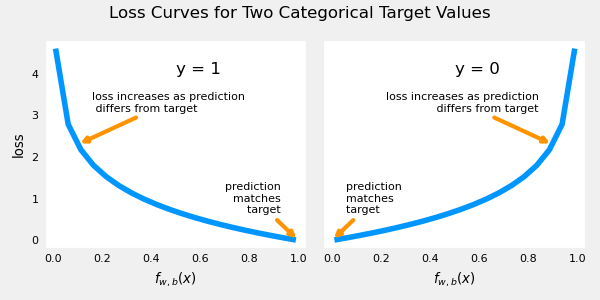 Loss Curves for Two Categorical Target Values
y = 1
loss increases as prediction
differs from target
prediction
matches
target
loss
4
3
2
1
0
0.0 0.2 0.4 0.6 0.8 1.0
f_{w,b}(x)
y = 0
loss increases as prediction
differs from target
prediction
matches
target
0.0 0.2 0.4 0.6 0.8 1.0
f_{w,b}(x)